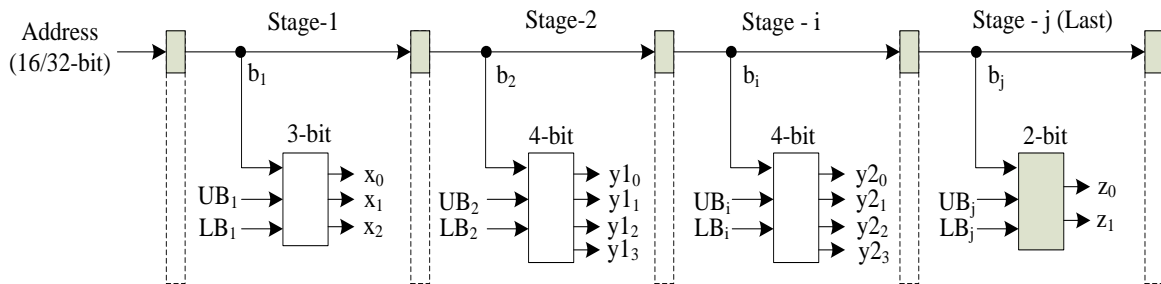 Address
(16/32-bit)
Stage-1
Stage-2
Stage - i
Stage - j (Last)
b1
b2
bi
bj
3-bit
4-bit
4-bit
2-bit
UB1
LB1
x0
x1
x2
UB2
LB2
y10
y11
y12
y13
UBi
LBi
y20
y21
y22
y23
UBj
LBj
z0
z1